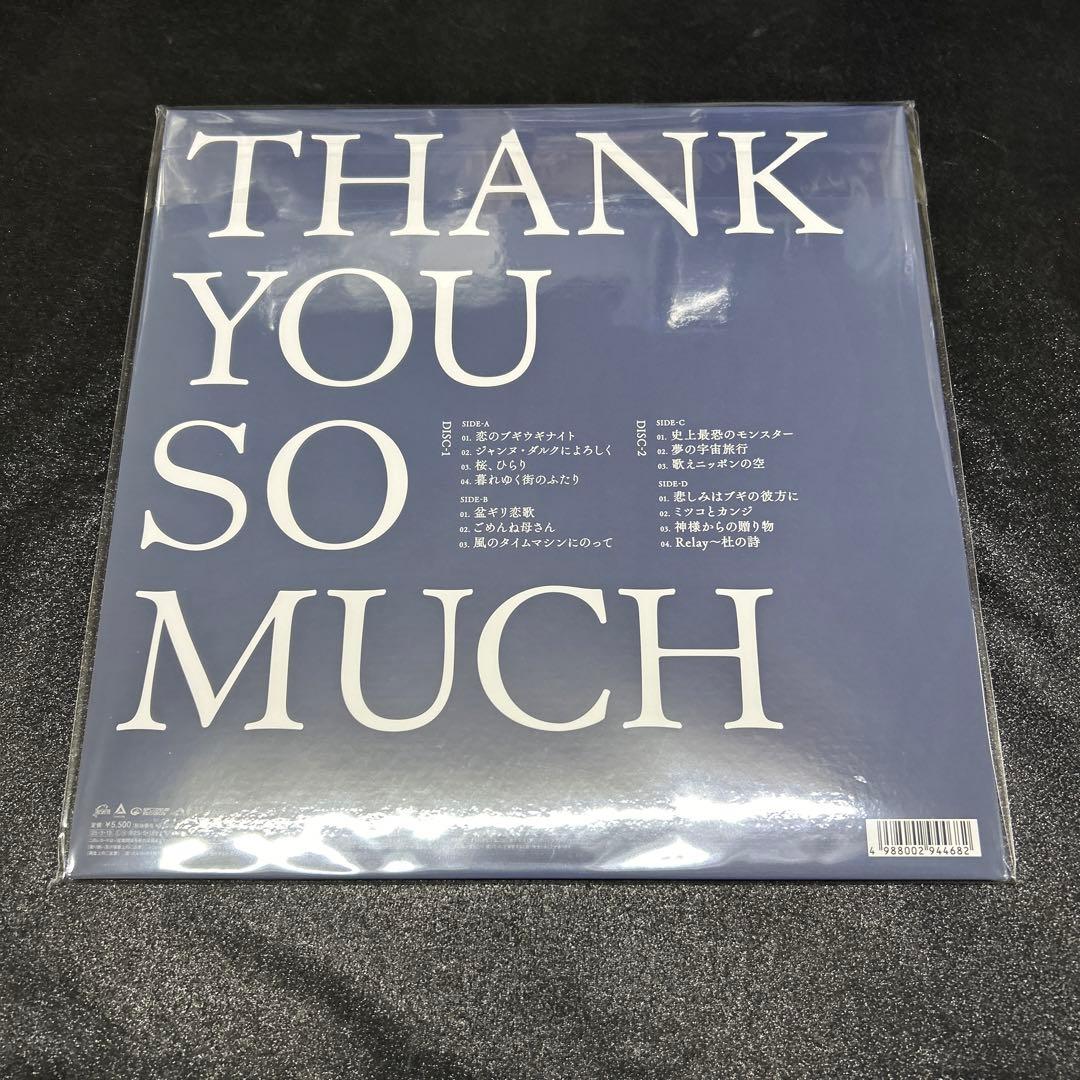 THANK
YOU
SO
MUCH
DISC-1
SIDE-A
01. 恋のブギウギナイト
02. ジャンヌ・ダルクによろしく
03. 桜、ひらり
04. 暮れゆく街のふたり
SIDE-B
01. 盆ギリ恋歌
02. ごめんね母さん
03. 風のタイムマシンにのって
DISC-2
SIDE-C
01. 史上最恐のモンスター
02. 夢の宇宙旅行
03. 歌えニッポンの空
SIDE-D
01. 悲しみはブギの彼方に
02. ミツコとカンジ
03. 神様からの贈り物
04. Relay〜杜の詩
定価 ¥5,500
4 988002 944682